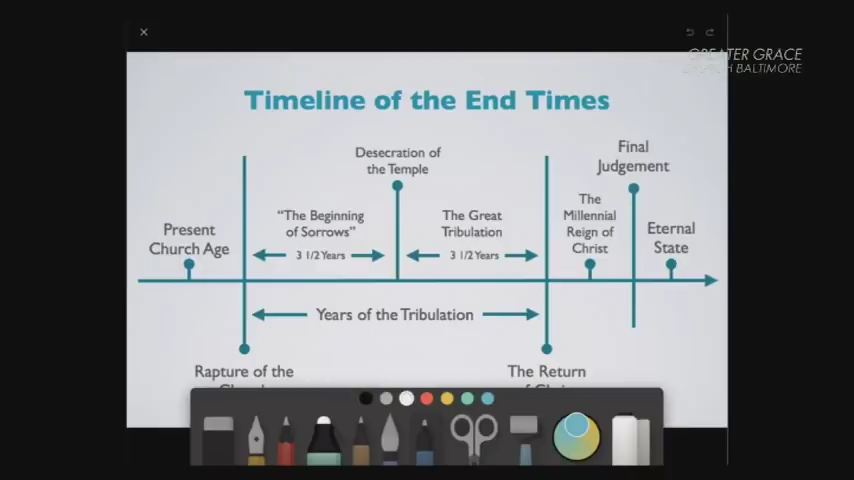 GREATER GRACE
CHURCH BALTIMORE
Timeline of the End Times
Present
Church Age
"The Beginning
of Sorrows"
3 1/2 Years
Desecration of
the Temple
The Great
Tribulation
3 1/2 Years
The
Millennial
Reign of
Christ
Final
Judgement
Eternal
State
Years of the Tribulation
Rapture of the
The Return